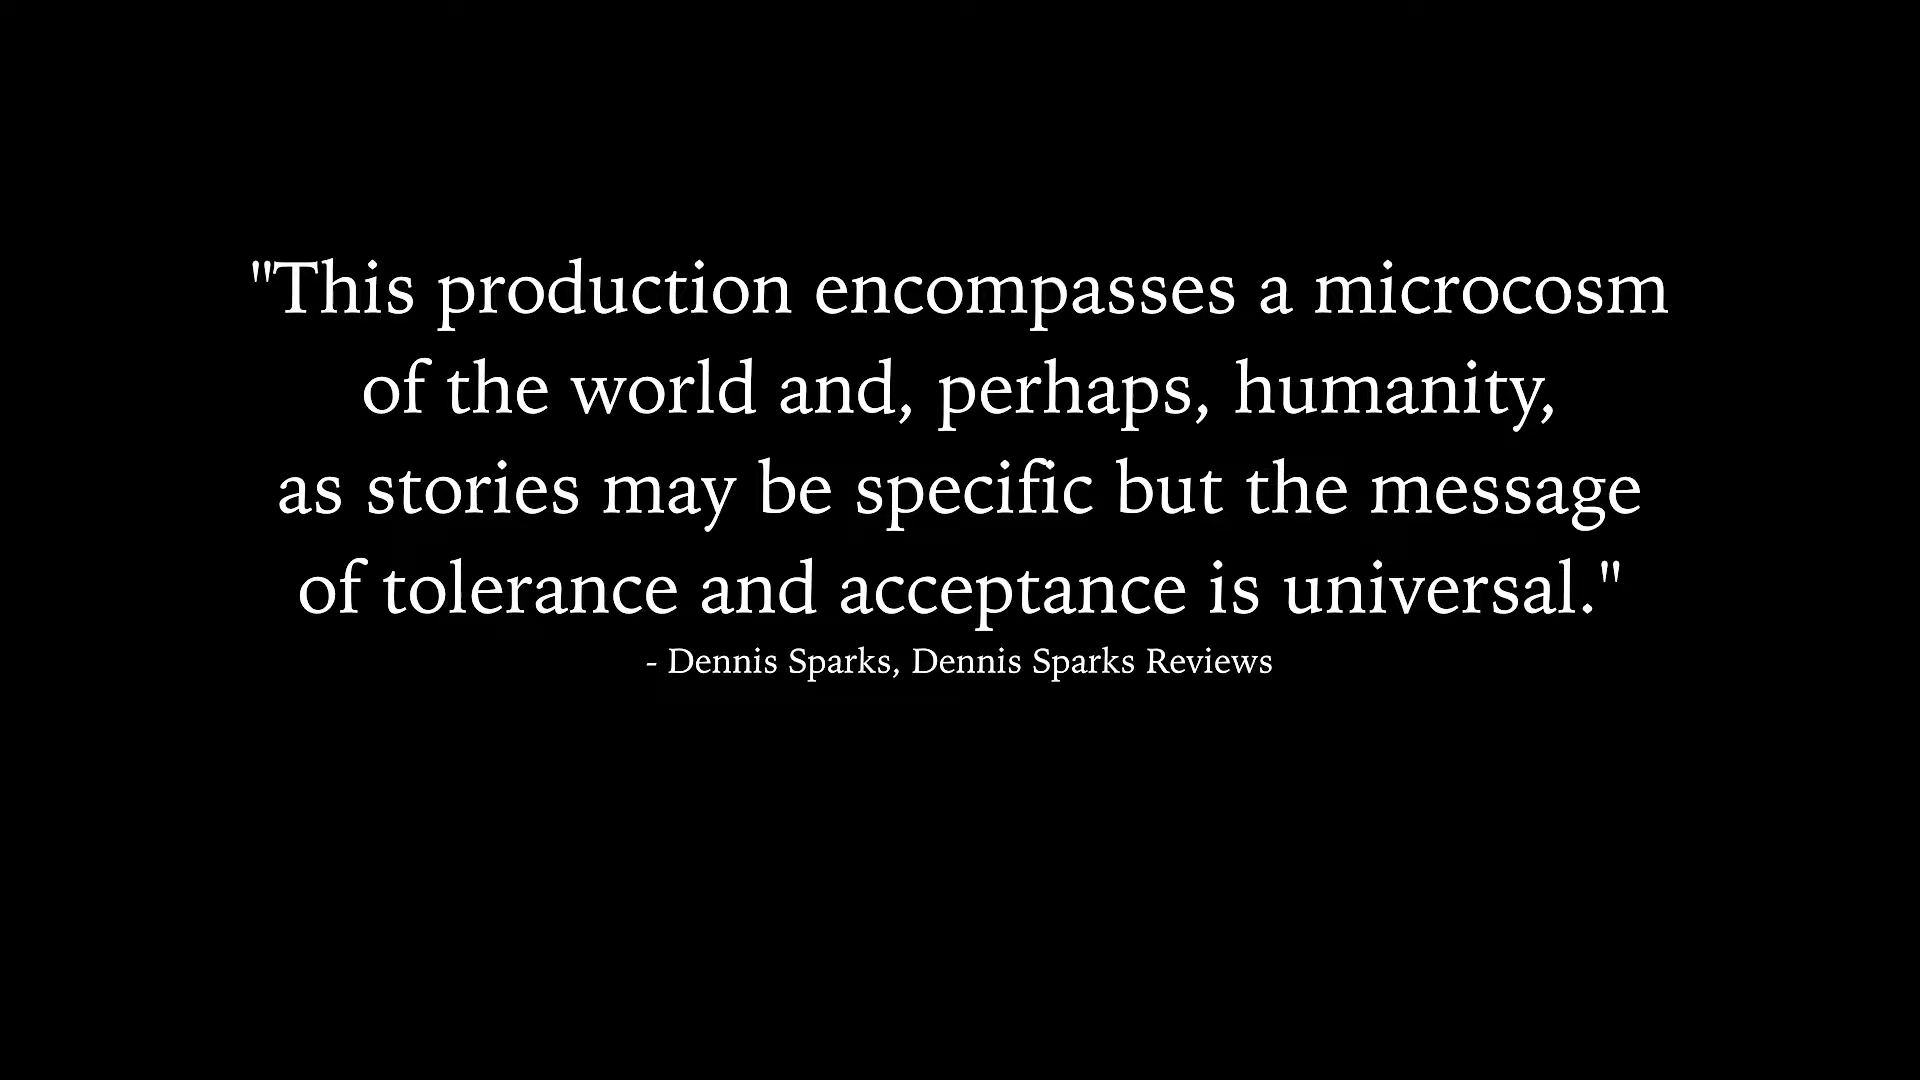 "This production encompasses a microcosm
of the world and, perhaps, humanity,
as stories may be specific but the message
of tolerance and acceptance is universal."
- Dennis Sparks, Dennis Sparks Reviews